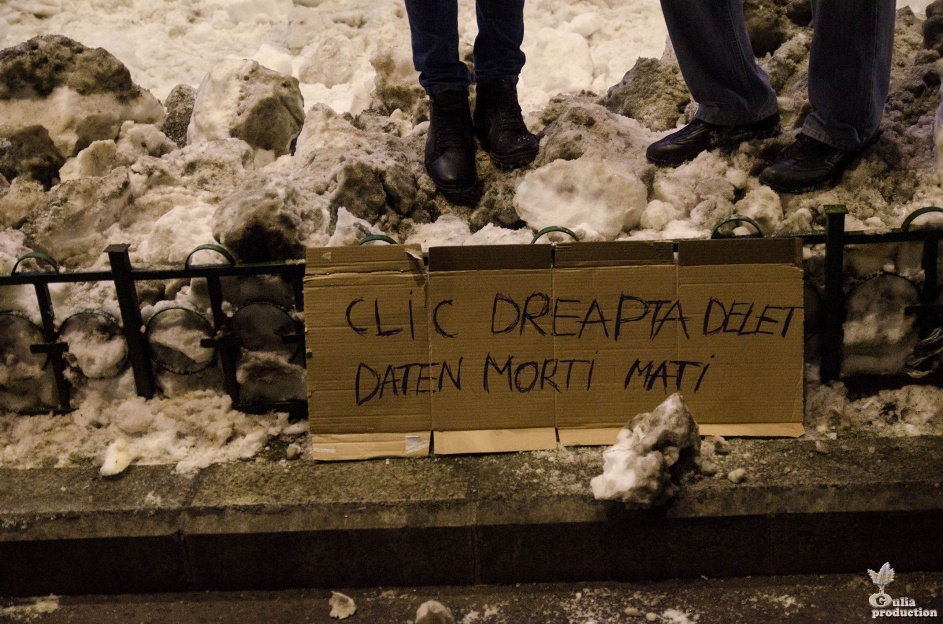 CLiC DREAPTA DELET
DATEN MORTi MATi
Gulia
production